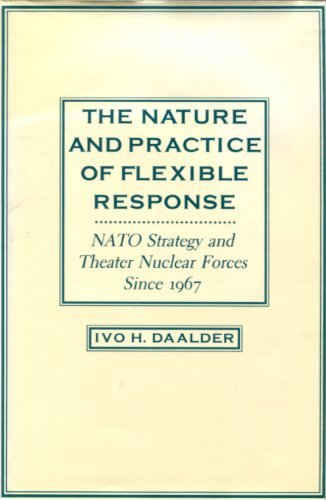 THE NATURE
AND PRACTICE
OF FLEXIBLE
RESPONSE
NATO Strategy and
Theater Nuclear Forces
Since 1967
IVO H. DAALDER